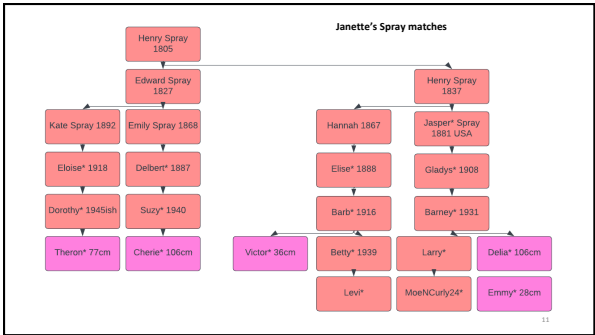 Janette's Spray matches
Henry Spray
1805
Edward Spray
1827
Henry Spray
1837
Kate Spray 1892
Emily Spray 1868
Hannah 1867
Jasper* Spray
1881 USA
Eloise* 1918
Delbert* 1887
Elise* 1888
Gladys* 1908
Dorothy* 1945ish
Suzy* 1940
Barb* 1916
Barney* 1931
Theron* 77cm
Cherie* 106cm
Victor* 36cm
Betty* 1939
Larry*
Delia* 106cm
Levi*
MoeNCurly24*
Emmy* 28cm
11